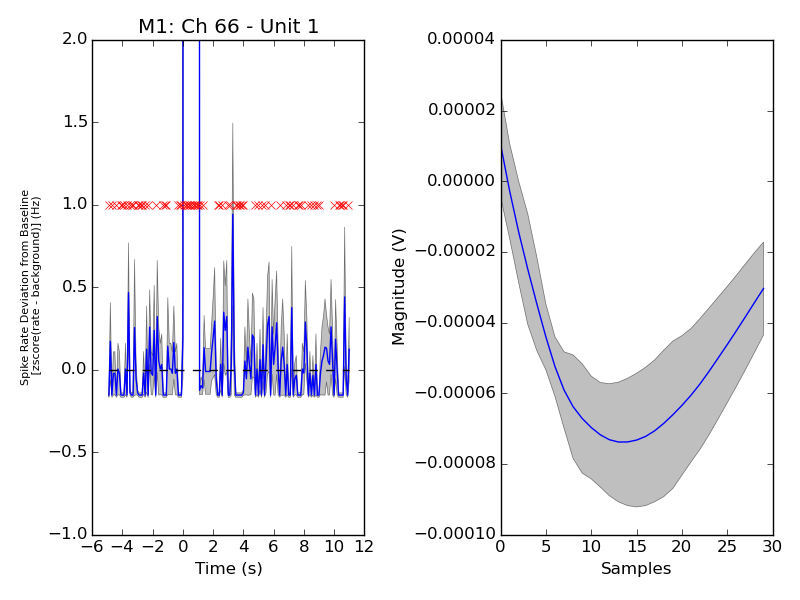 M1: Ch 66 - Unit 1
2.0
1.5
1.0
0.5
0.0
−0.5
−1.0
−6 −4 −2 0 2 4 6 8 10 12
Time (s)
Spike Rate Deviation from Baseline
[zscore(rate - background)] (Hz)
0.00004
0.00002
0.00000
−0.00002
−0.00004
−0.00006
−0.00008
−0.00010
0 5 10 15 20 25 30
Samples
Magnitude (V)